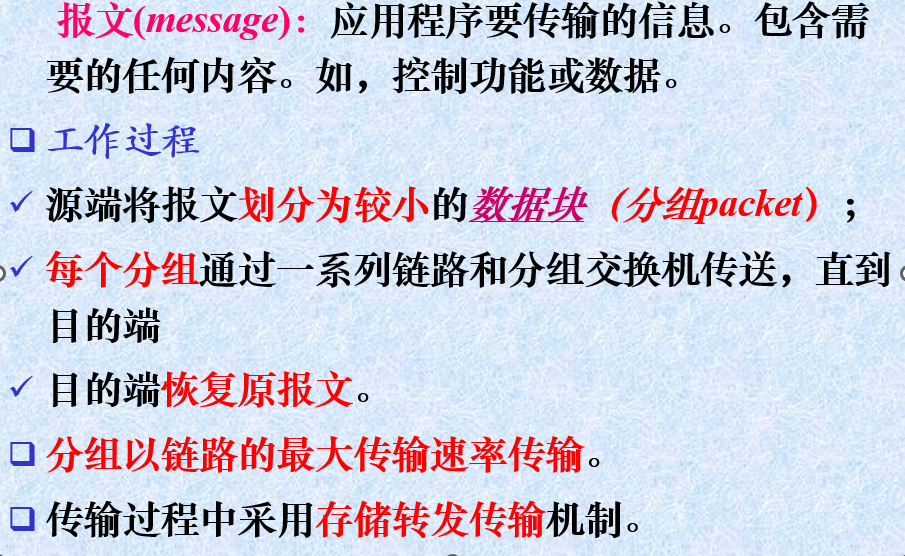 报文(message)：应用程序要传输的信息。包含需
要的任何内容。如，控制功能或数据。
工作过程
源端将报文划分为较小的数据块（分组packet）；
每个分组通过一系列链路和分组交换机传送，直到
目的端
目的端恢复原报文。
分组以链路的最大传输速率传输。
传输过程中采用存储转发传输机制。